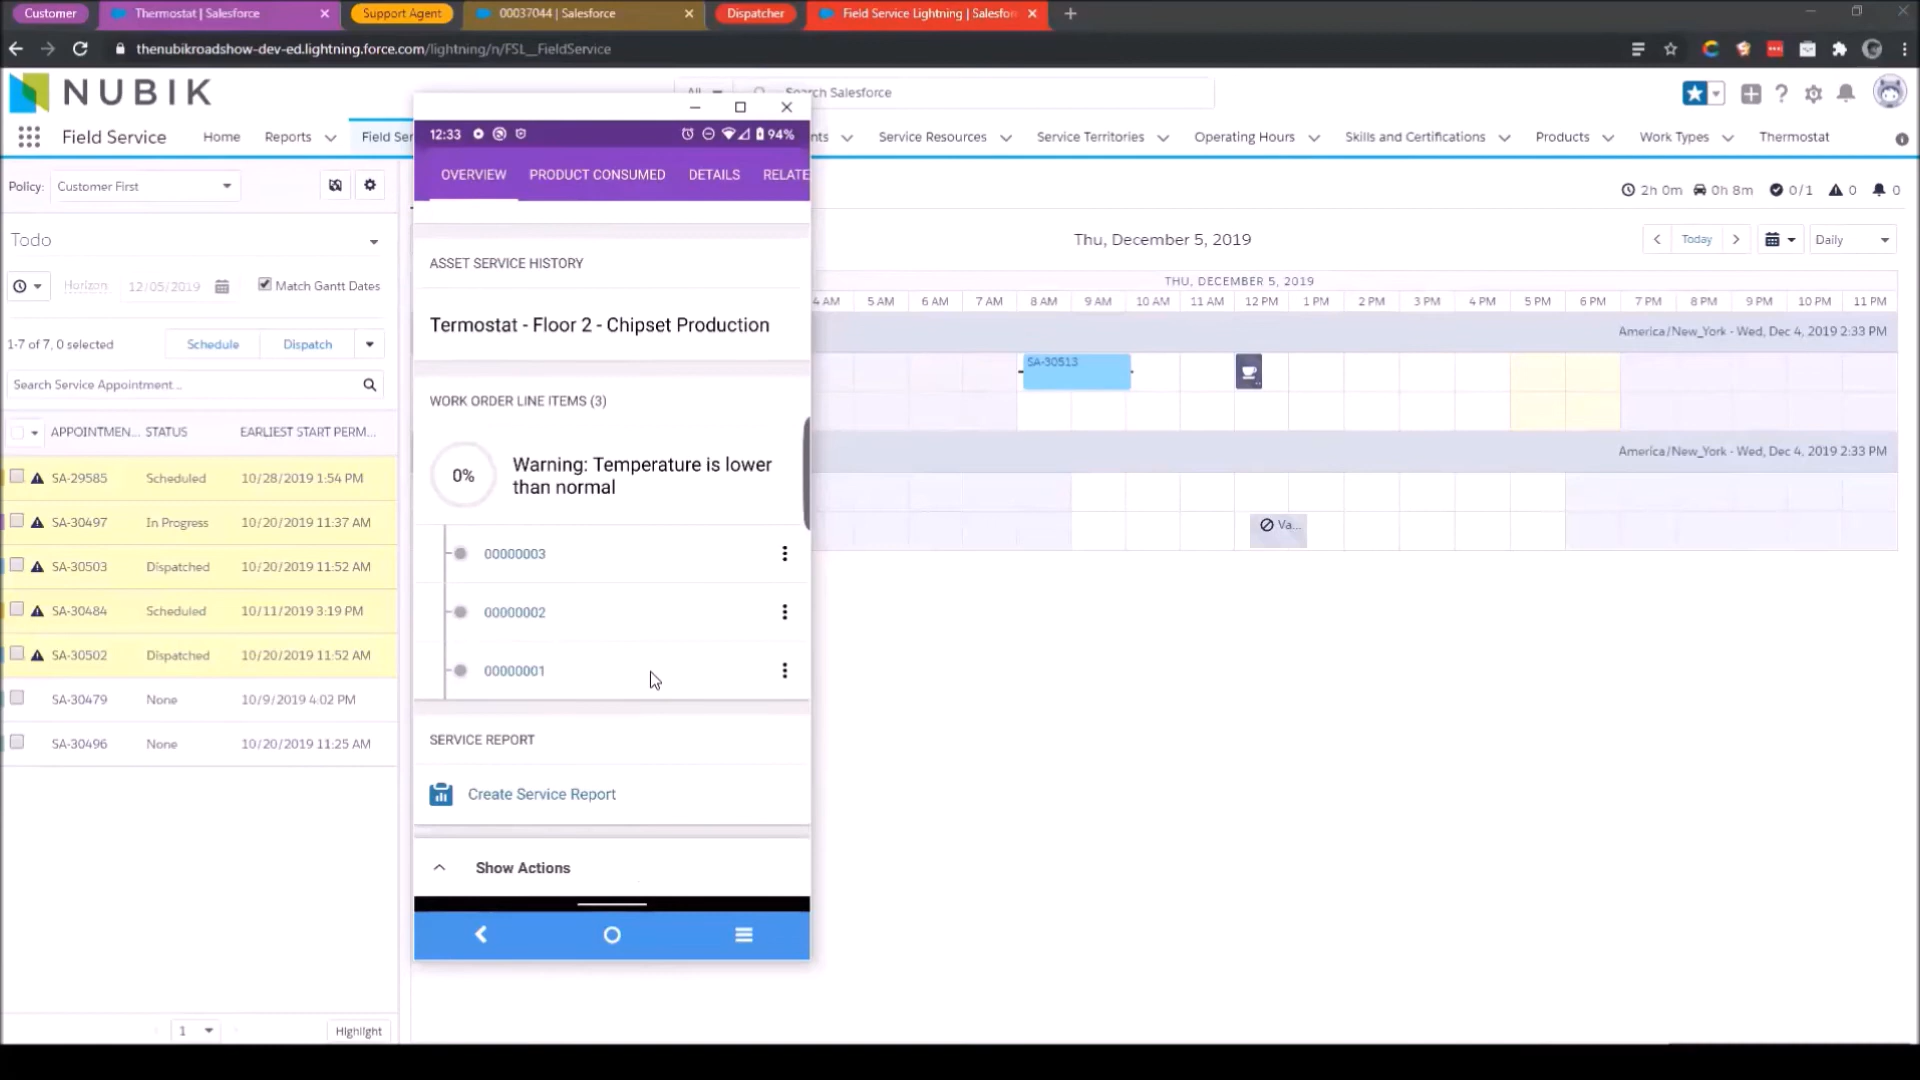 Customer
Thermostat | Salesforce
Support Agent
00037044 | Salesforce
Dispatcher
Field Service Lightning | Salesfo
thenubikroadshow-dev-ed.lightning.force.com/lightning/n/FSL__FieldService
NUBIK
All
Search Salesforce
Field Service
Home
Reports
Field Ser
nts
Service Resources
Service Territories
Operating Hours
Skills and Certifications
Products
Work Types
Thermostat
12:33
94%
OVERVIEW
PRODUCT CONSUMED
DETAILS
RELATE
Policy:
Customer First
2h 0m
0h 8m
0/1
0
0
Todo
Thu, December 5, 2019
Today
Daily
Horizon
12/05/2019
Match Gantt Dates
THU, DECEMBER 5, 2019
4 AM 5 AM 6 AM 7 AM 8 AM 9 AM 10 AM 11 AM 12 PM 1 PM 2 PM 3 PM 4 PM 5 PM 6 PM 7 PM 8 PM 9 PM 10 PM 11 PM
America/New_York - Wed, Dec 4, 2019 2:33 PM
SA-30513
America/New_York - Wed, Dec 4, 2019 2:33 PM
Va...
1-7 of 7, 0 selected
Schedule
Dispatch
Search Service Appointment...
APPOINTMEN... STATUS EARLIEST START PERM...
SA-29585 Scheduled 10/28/2019 1:54 PM
SA-30497 In Progress 10/20/2019 11:37 AM
SA-30503 Dispatched 10/20/2019 11:52 AM
SA-30484 Scheduled 10/11/2019 3:19 PM
SA-30502 Dispatched 10/20/2019 11:52 AM
SA-30479 None 10/9/2019 4:02 PM
SA-30496 None 10/20/2019 11:25 AM
1
Highlight
ASSET SERVICE HISTORY
Termostat - Floor 2 - Chipset Production
WORK ORDER LINE ITEMS (3)
0%
Warning: Temperature is lower
than normal
00000003
00000002
00000001
SERVICE REPORT
Create Service Report
Show Actions